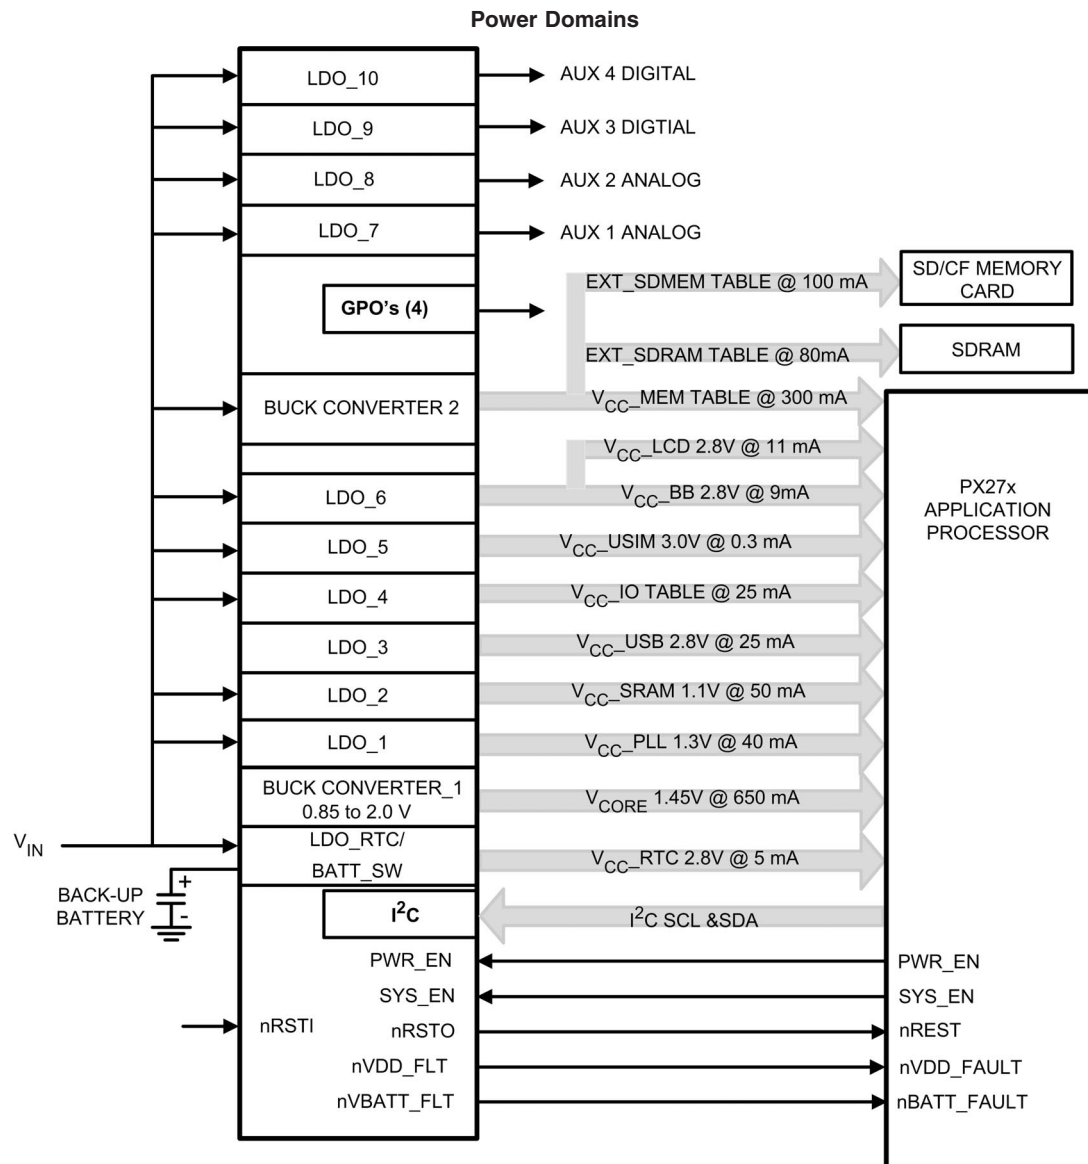 Power Domains
LDO_10
AUX 4 DIGITAL
LDO_9
AUX 3 DIGTIAL
LDO_8
AUX 2 ANALOG
LDO_7
AUX 1 ANALOG
GPO's (4)
EXT_SDMEM TABLE @ 100 mA
SD/CF MEMORY
CARD
EXT_SDRAM TABLE @ 80mA
SDRAM
BUCK CONVERTER 2
VCC_MEM TABLE @ 300 mA
VCC_LCD 2.8V @ 11 mA
LDO_6
VCC_BB 2.8V @ 9mA
PX27x
APPLICATION
PROCESSOR
LDO_5
VCC_USIM 3.0V @ 0.3 mA
LDO_4
VCC_IO TABLE @ 25 mA
LDO_3
VCC_USB 2.8V @ 25 mA
LDO_2
VCC_SRAM 1.1V @ 50 mA
LDO_1
VCC_PLL 1.3V @ 40 mA
BUCK CONVERTER_1
0.85 to 2.0 V
VCORE 1.45V @ 650 mA
VIN
LDO_RTC/
BATT_SW
VCC_RTC 2.8V @ 5 mA
BACK-UP
BATTERY
+
-
I2C
I2C SCL &SDA
PWR_EN
PWR_EN
SYS_EN
SYS_EN
nRSTI
nRSTO
nREST
nVDD_FLT
nVDD_FAULT
nVBATT_FLT
nBATT_FAULT